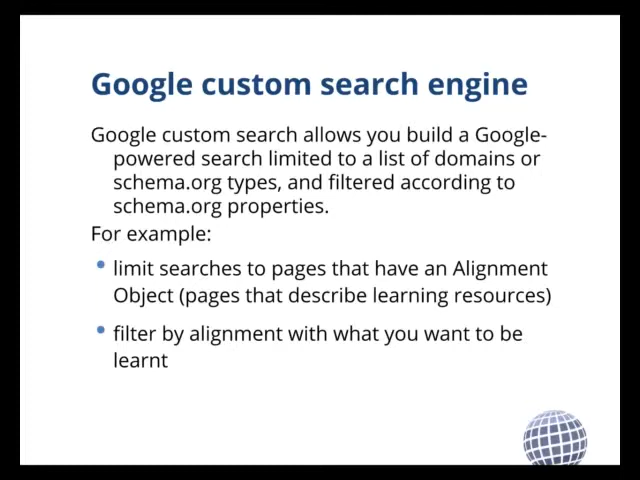 Google custom search engine
Google custom search allows you build a Google-
powered search limited to a list of domains or
schema.org types, and filtered according to
schema.org properties.
For example:
• limit searches to pages that have an Alignment
Object (pages that describe learning resources)
• filter by alignment with what you want to be
learnt